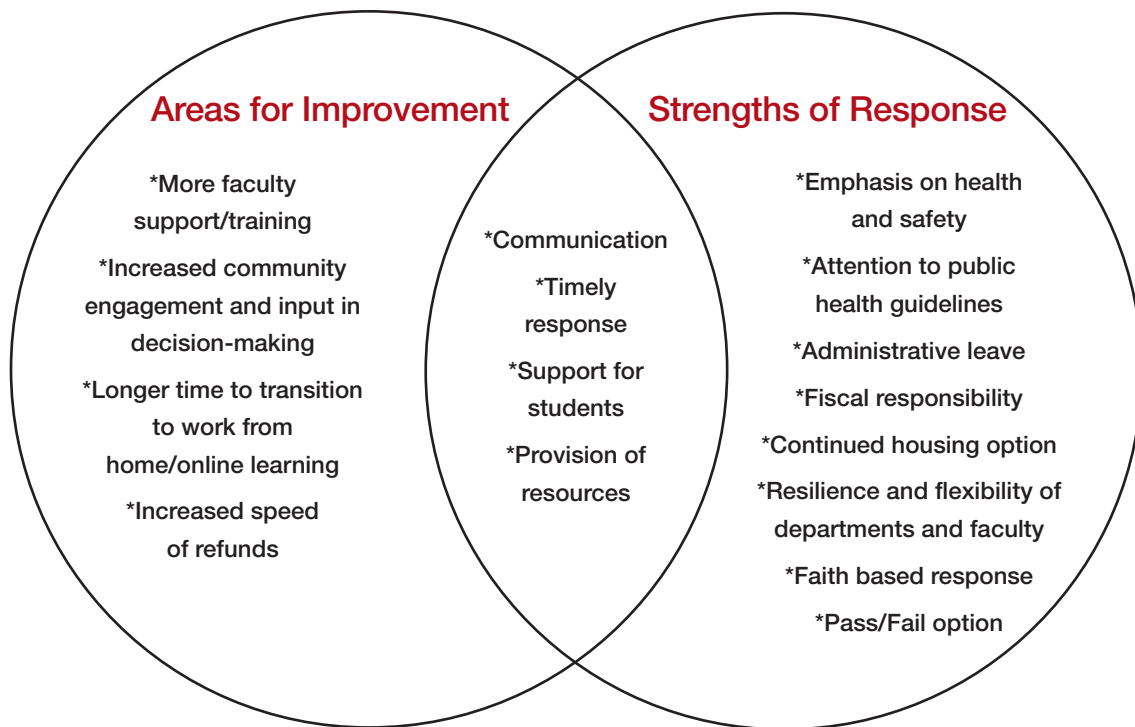 Areas for Improvement
*More faculty
support/training
*Increased community
engagement and input in
decision-making
*Longer time to transition
to work from
home/online learning
*Increased speed
of refunds
*Communication
*Timely
response
*Support for
students
*Provision of
resources
Strengths of Response
*Emphasis on health
and safety
*Attention to public
health guidelines
*Administrative leave
*Fiscal responsibility
*Continued housing option
*Resilience and flexibility of
departments and faculty
*Faith based response
*Pass/Fail option